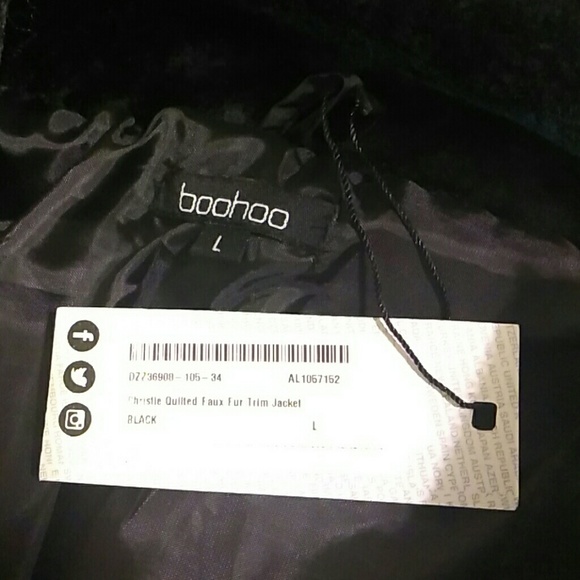 boohoo
L
DZZ36908-105-34 AL1057152
Christie Quilted Faux Fur Trim Jacket
BLACK L